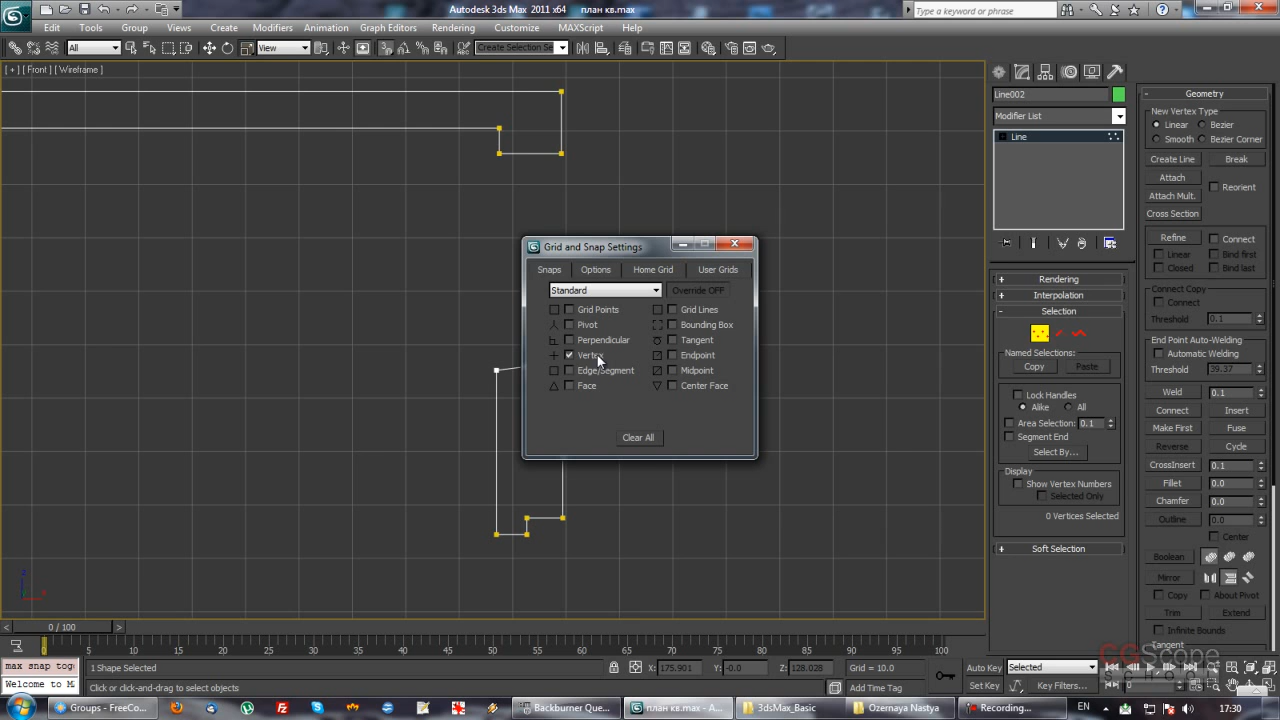 Autodesk 3ds Max 2011 x64 план кв.max
Type a keyword or phrase
Edit Tools Group Views Create Modifiers Animation Graph Editors Rendering Customize MAXScript Help
All View Create Selection Se
[ + ] [ Front ] [ Wireframe ]
Line002
Modifier List
Line
Geometry
New Vertex Type
Linear Bezier
Smooth Bezier Corner
Create Line Break
Attach Reorient
Attach Mult.
Cross Section
Refine Connect
Linear Bind first
Closed Bind last
Connect Copy
Connect
Threshold 0.1
End Point Auto-Welding
Automatic Welding
Threshold 99.37
Weld 0.1
Connect Insert
Make First Fuse
Reverse Cycle
CrossInsert 0.1
Fillet 0.0
Chamfer 0.0
Outline 0.0
Center
Boolean
Mirror
Copy About Pivot
Trim Extend
Infinite Bounds
Tangent
Rendering
Interpolation
Selection
Named Selections:
Copy Paste
Lock Handles
Alike All
Area Selection: 0.1
Segment End
Select By...
Display
Show Vertex Numbers
Selected Only
0 Vertices Selected
Soft Selection
Grid and Snap Settings
Snaps Options Home Grid User Grids
Standard Override OFF
Grid Points Grid Lines
Pivot Bounding Box
Perpendicular Tangent
Vertex Endpoint
Edge/Segment Midpoint
Face Center Face
Clear All
z
x
0 / 100
0 5 10 15 20 25 30 35 40 45 50 55 60 65 70 75 80 85 90 95 100
max snap tog
Welcome to M
1 Shape Selected
Click or drag to select objects
X: 175.901 Y: -0.0 Z: 128.028 Grid = 10.0
Add Time Tag
Auto Key Selected
Set Key Key Filters...
0
CGScope
SCHOOL
Groups - FreeCo...
Backburner Que...
план кв.max - A...
3dsMax_Basic
Ozernaya Nastya
Recording...
EN
17:30